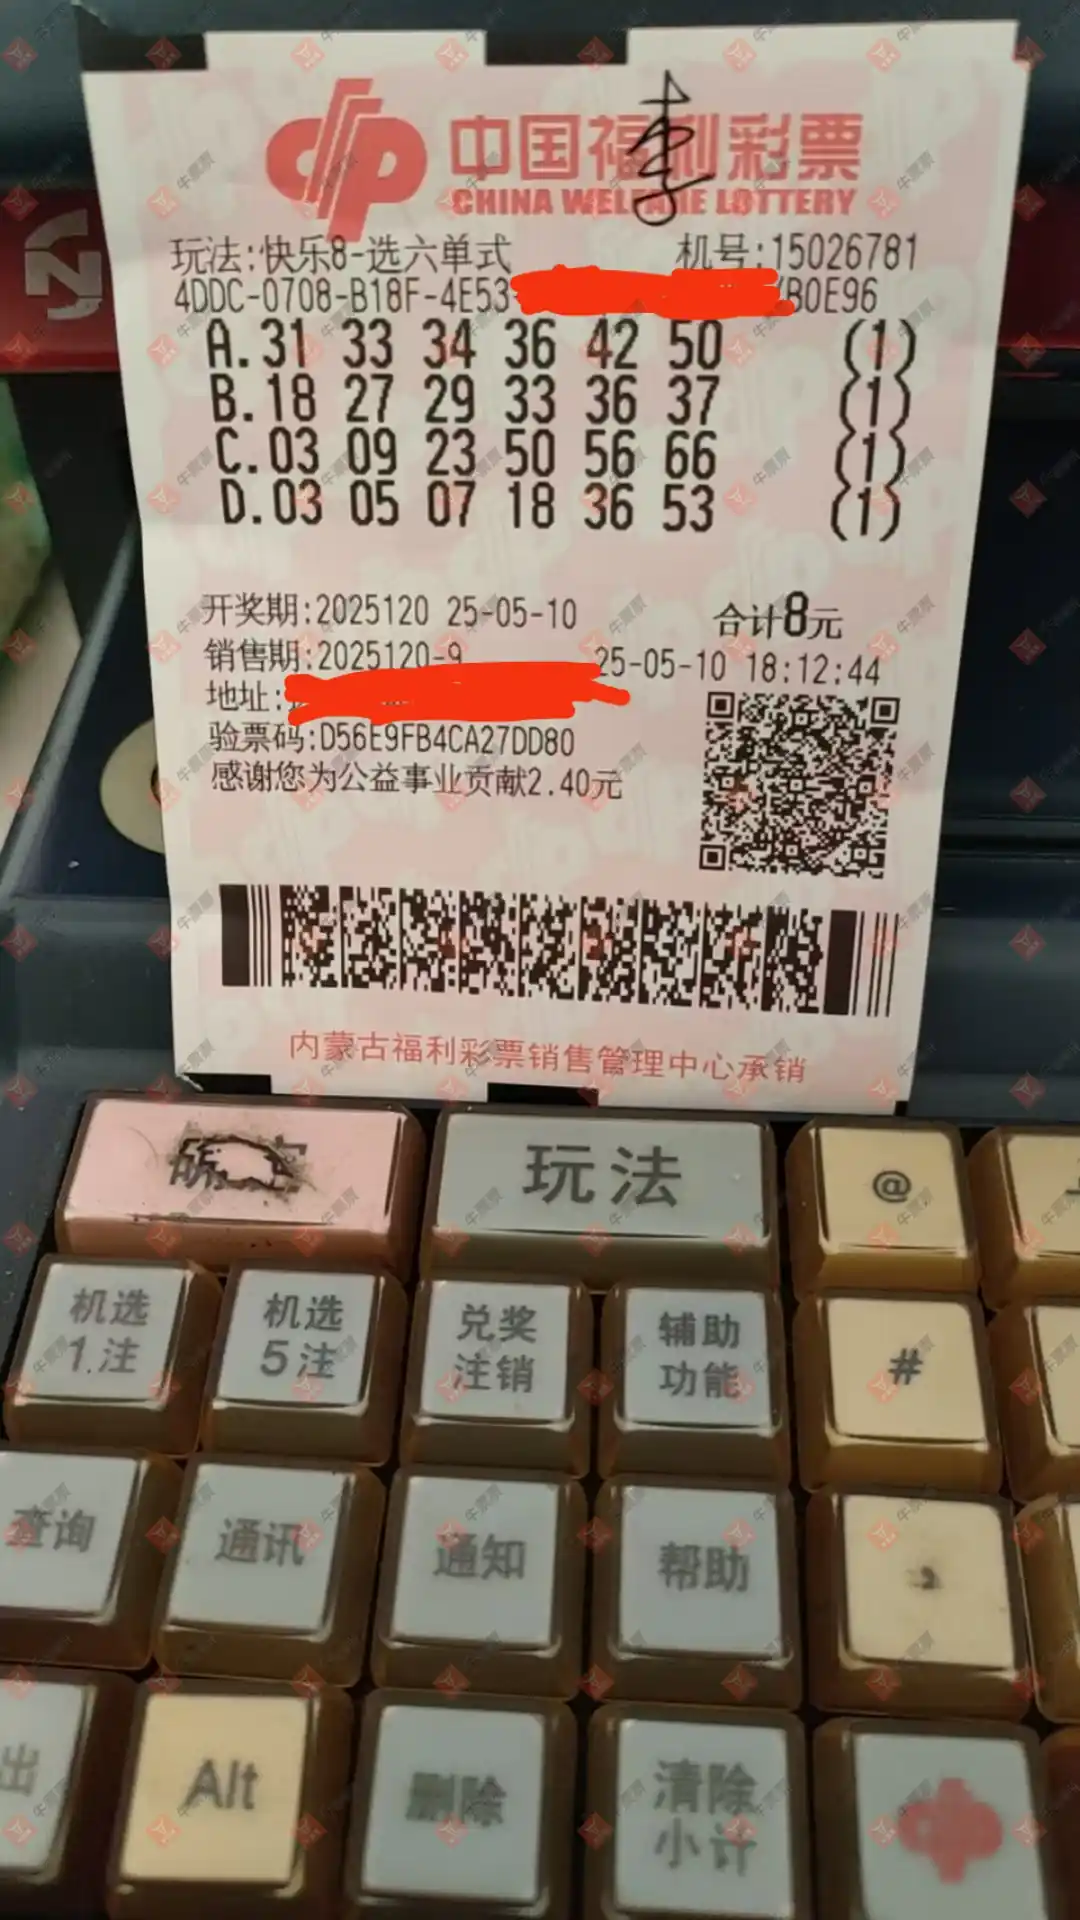 中国福利彩票
CHINA WELFARE LOTTERY
李
玩法:快乐8-选六单式 机号:15026781
4DDC-0708-B18F-4E53- B0E96
A.31 33 34 36 42 50 (1)
B.18 27 29 33 36 37 (1)
C.03 09 23 50 56 66 (1)
D.03 05 07 18 36 53 (1)
开奖期:2025120 25-05-10 合计8元
销售期:2025120-9 25-05-10 18:12:44
地址:
验票码:D56E9FB4CA27DD80
感谢您为公益事业贡献2.40元
内蒙古福利彩票销售管理中心承销
玩法 @
机选1.注 机选5注 兑奖注销 辅助功能 #
查询 通讯 通知 帮助
出 Alt 删除 清除小计
牛票票